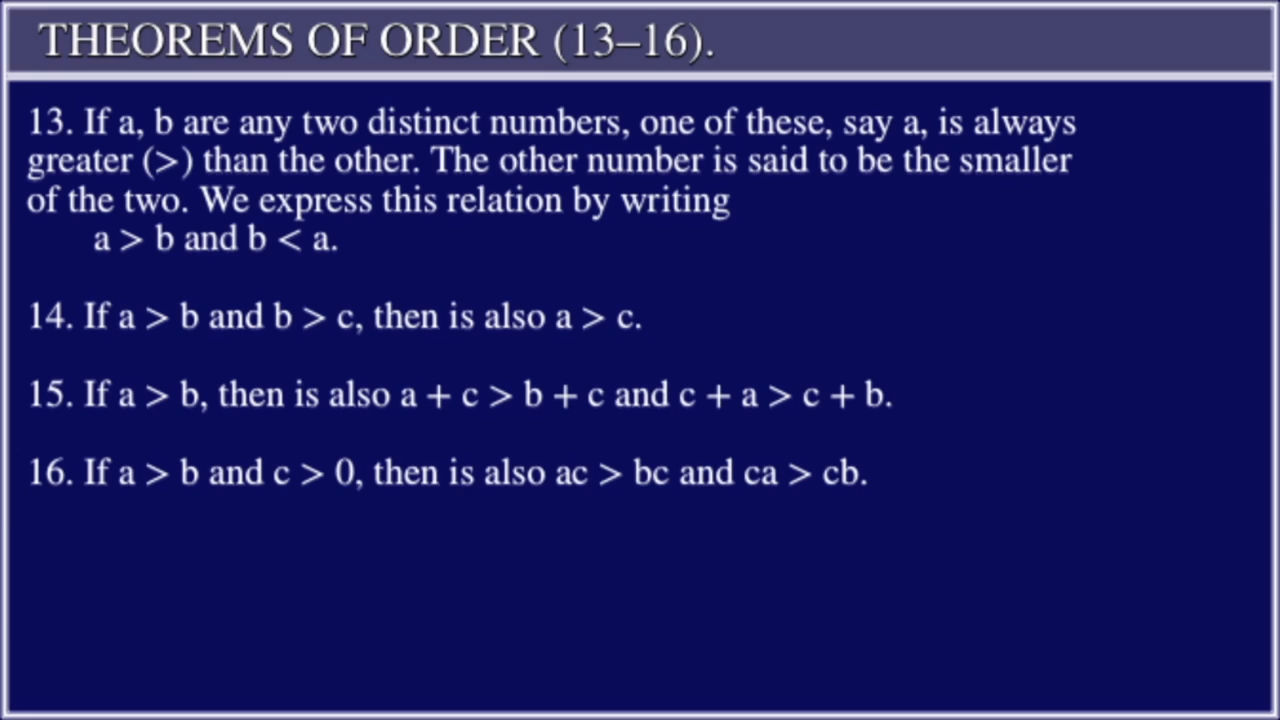 THEOREMS OF ORDER (13–16).
13. If a, b are any two distinct numbers, one of these, say a, is always
greater (>) than the other. The other number is said to be the smaller
of the two. We express this relation by writing
a > b and b < a.
14. If a > b and b > c, then is also a > c.
15. If a > b, then is also a + c > b + c and c + a > c + b.
16. If a > b and c > 0, then is also ac > bc and ca > cb.